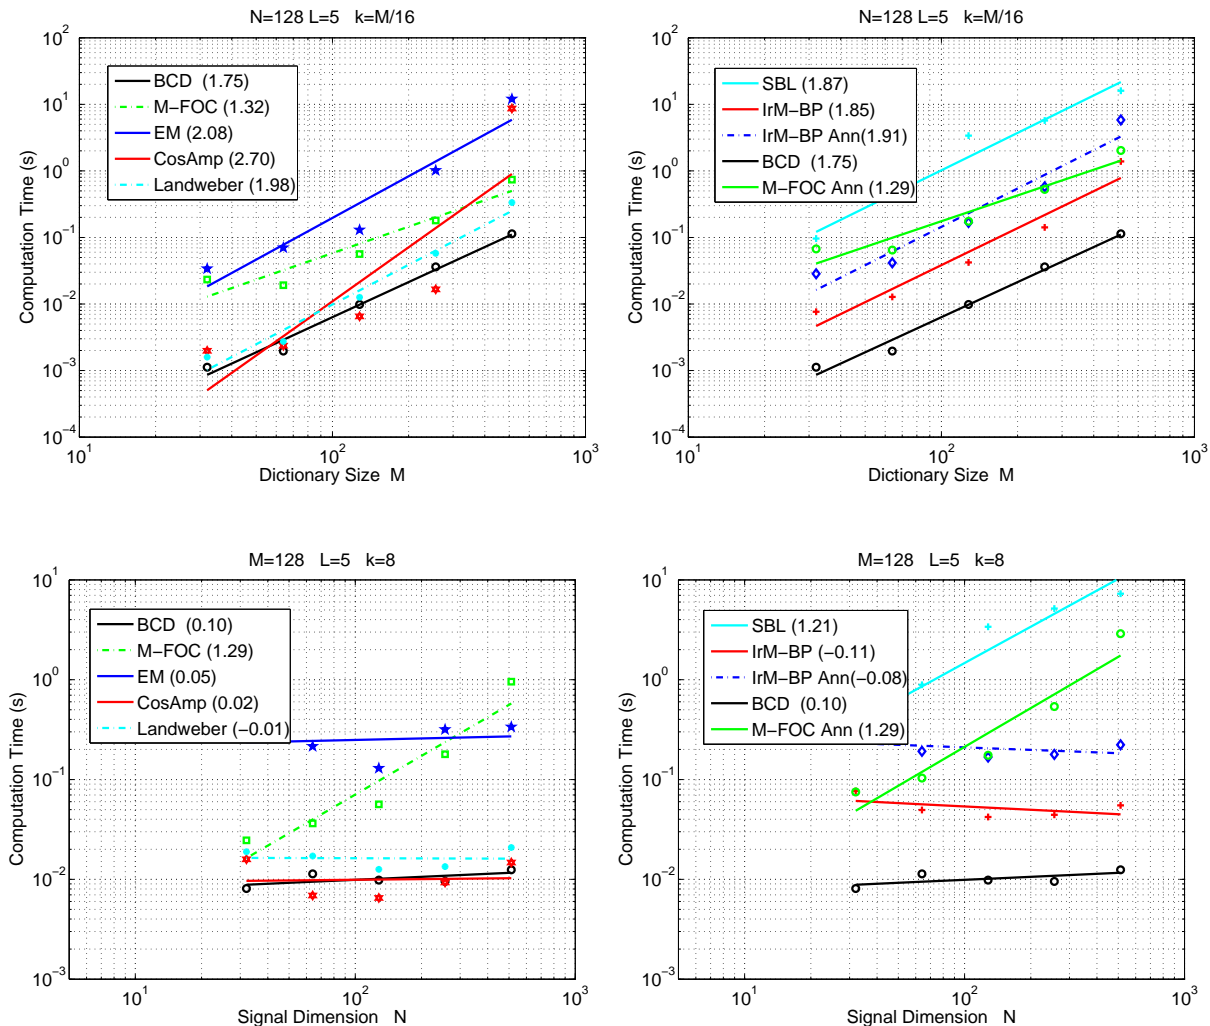 N=128 L=5 k=M/16
10^2
10^1
10^0
10^−1
10^−2
10^−3
10^−4
Computation Time (s)
BCD (1.75)
M−FOC (1.32)
EM (2.08)
CosAmp (2.70)
Landweber (1.98)
10^1
10^2
10^3
Dictionary Size M
N=128 L=5 k=M/16
10^2
10^1
10^0
10^−1
10^−2
10^−3
10^−4
Computation Time (s)
SBL (1.87)
IrM−BP (1.85)
IrM−BP Ann(1.91)
BCD (1.75)
M−FOC Ann (1.29)
10^1
10^2
10^3
Dictionary Size M
M=128 L=5 k=8
10^1
10^0
10^−1
10^−2
10^−3
Computation Time (s)
BCD (0.10)
M−FOC (1.29)
EM (0.05)
CosAmp (0.02)
Landweber (−0.01)
10^1
10^2
10^3
Signal Dimension N
M=128 L=5 k=8
10^1
10^0
10^−1
10^−2
10^−3
Computation Time (s)
SBL (1.21)
IrM−BP (−0.11)
IrM−BP Ann(−0.08)
BCD (0.10)
M−FOC Ann (1.29)
10^1
10^2
10^3
Signal Dimension N